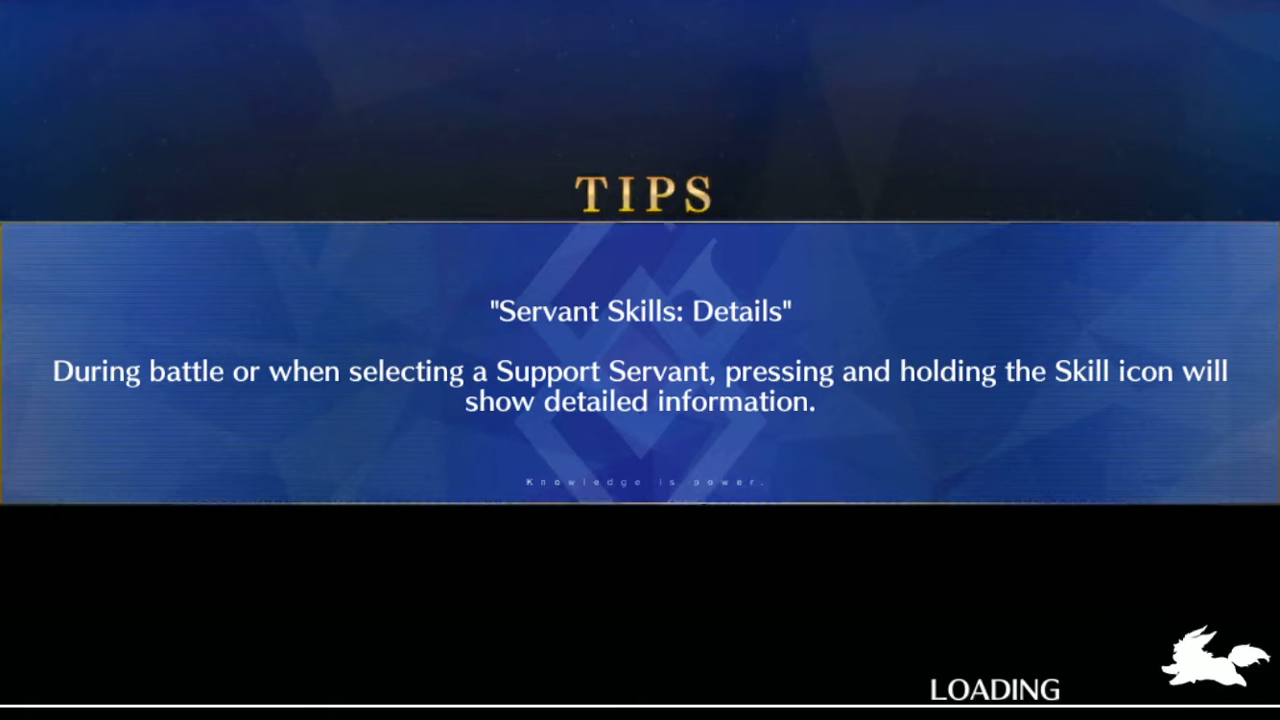 TIPS
"Servant Skills: Details"
During battle or when selecting a Support Servant, pressing and holding the Skill icon will
show detailed information.
Knowledge is power.
LOADING